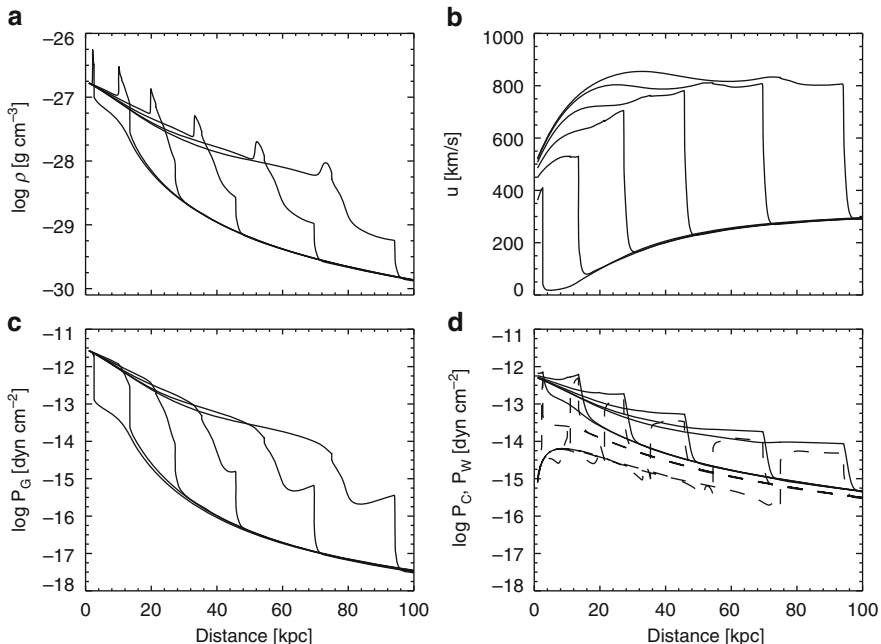 a
−26
−27
−28
−29
−30
log ρ [g cm⁻³]
b
1000
800
600
400
200
0
u [km/s]
c
−11
−12
−13
−14
−15
−16
−17
−18
log P_G [dyn cm⁻²]
0 20 40 60 80 100
Distance [kpc]
d
−11
−12
−13
−14
−15
−16
−17
−18
log P_C, P_W [dyn cm⁻²]
0 20 40 60 80 100
Distance [kpc]